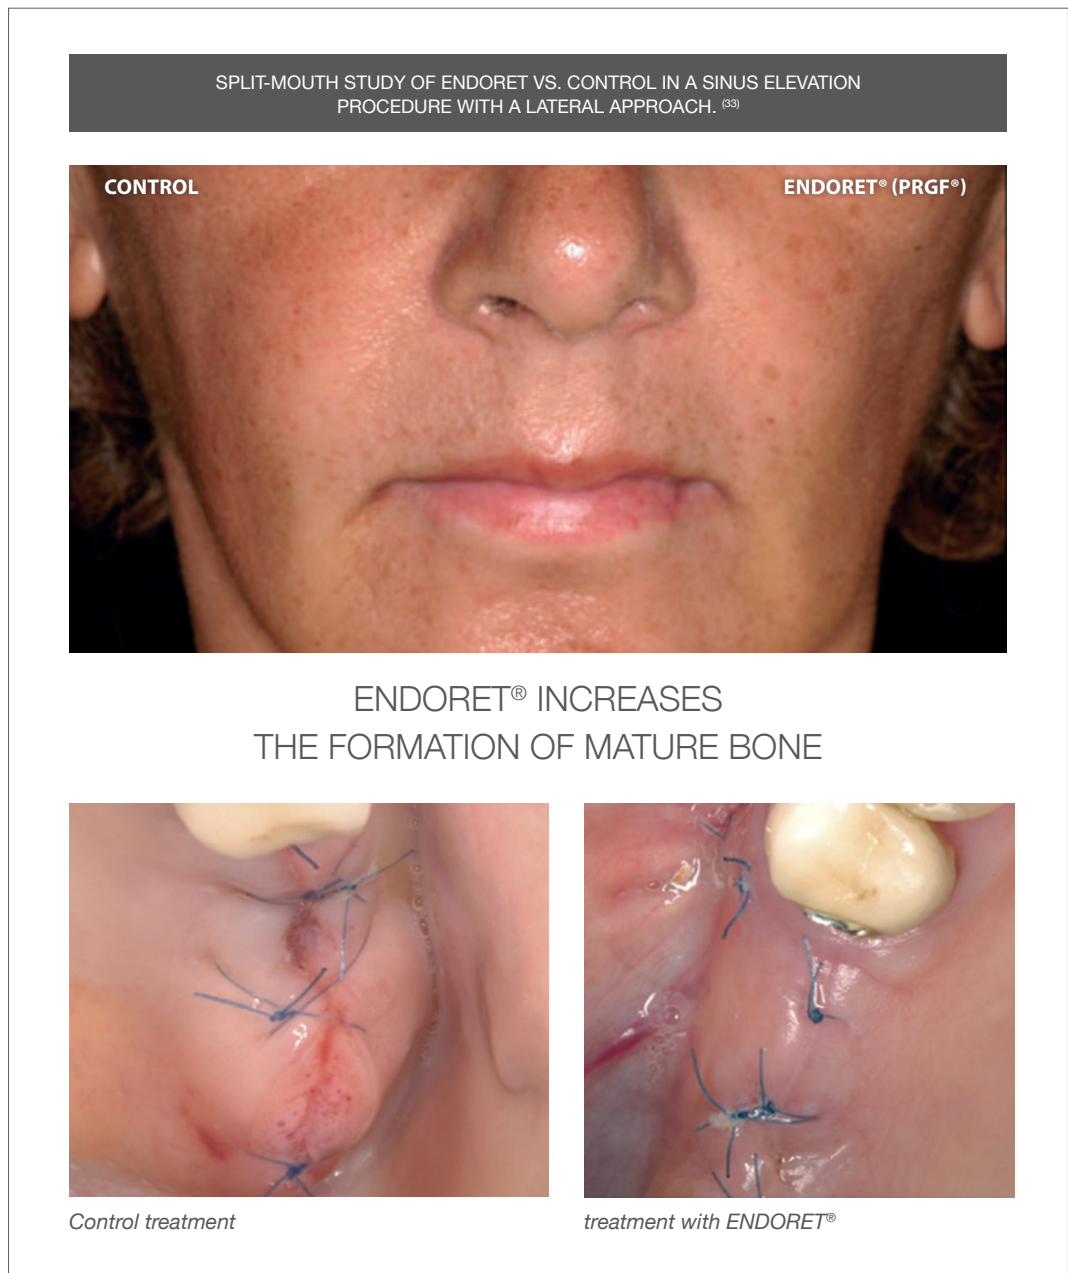 SPLIT-MOUTH STUDY OF ENDORET VS. CONTROL IN A SINUS ELEVATION
PROCEDURE WITH A LATERAL APPROACH. (33)
CONTROL
ENDORET® (PRGF®)
ENDORET® INCREASES
THE FORMATION OF MATURE BONE
Control treatment
treatment with ENDORET®